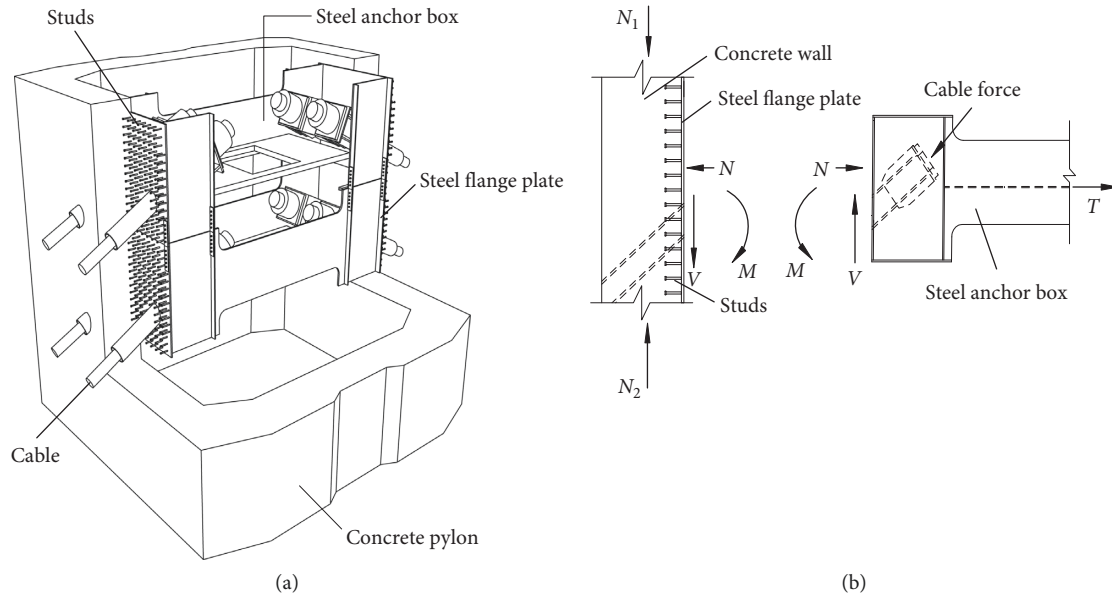 Studs
Steel anchor box
Steel flange plate
Cable
Concrete pylon
(a)
N1
Concrete wall
Steel flange plate
Cable force
N
N
T
V
M
M
V
Steel anchor box
Studs
N2
(b)